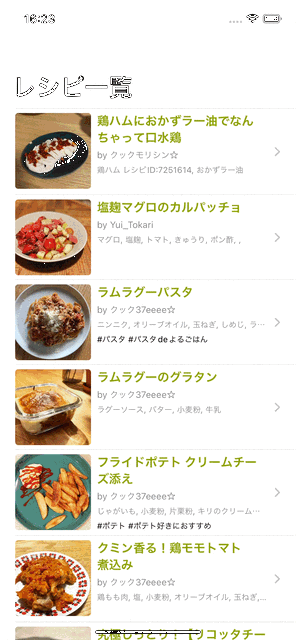 16:23
レシピ一覧
鶏ハムにおかずラー油でなん
ちゃって口水鶏
by クックモリシン☆
鶏ハム レシピID:7251614, おかずラー油
塩麹マグロのカルパッチョ
by Yui_Tokari
マグロ, 塩麹, トマト, きゅうり, ポン酢, ,
ラムラグーパスタ
by クック37eeee☆
ニンニク, オリーブオイル, 玉ねぎ, しめじ, ラ…
#パスタ #パスタdeよるごはん
ラムラグーのグラタン
by クック37eeee☆
ラグーソース, バター, 小麦粉, 牛乳
フライドポテト クリームチー
ズ添え
by クック37eeee☆
じゃがいも, 小麦粉, 片栗粉, キリのクリーム…
#ポテト #ポテト好きにおすすめ
クミン香る！鶏モモトマト
煮込み
by クック37eeee☆
鶏もも肉, 塩, 小麦粉, オリーブオイル, 玉ねぎ,…